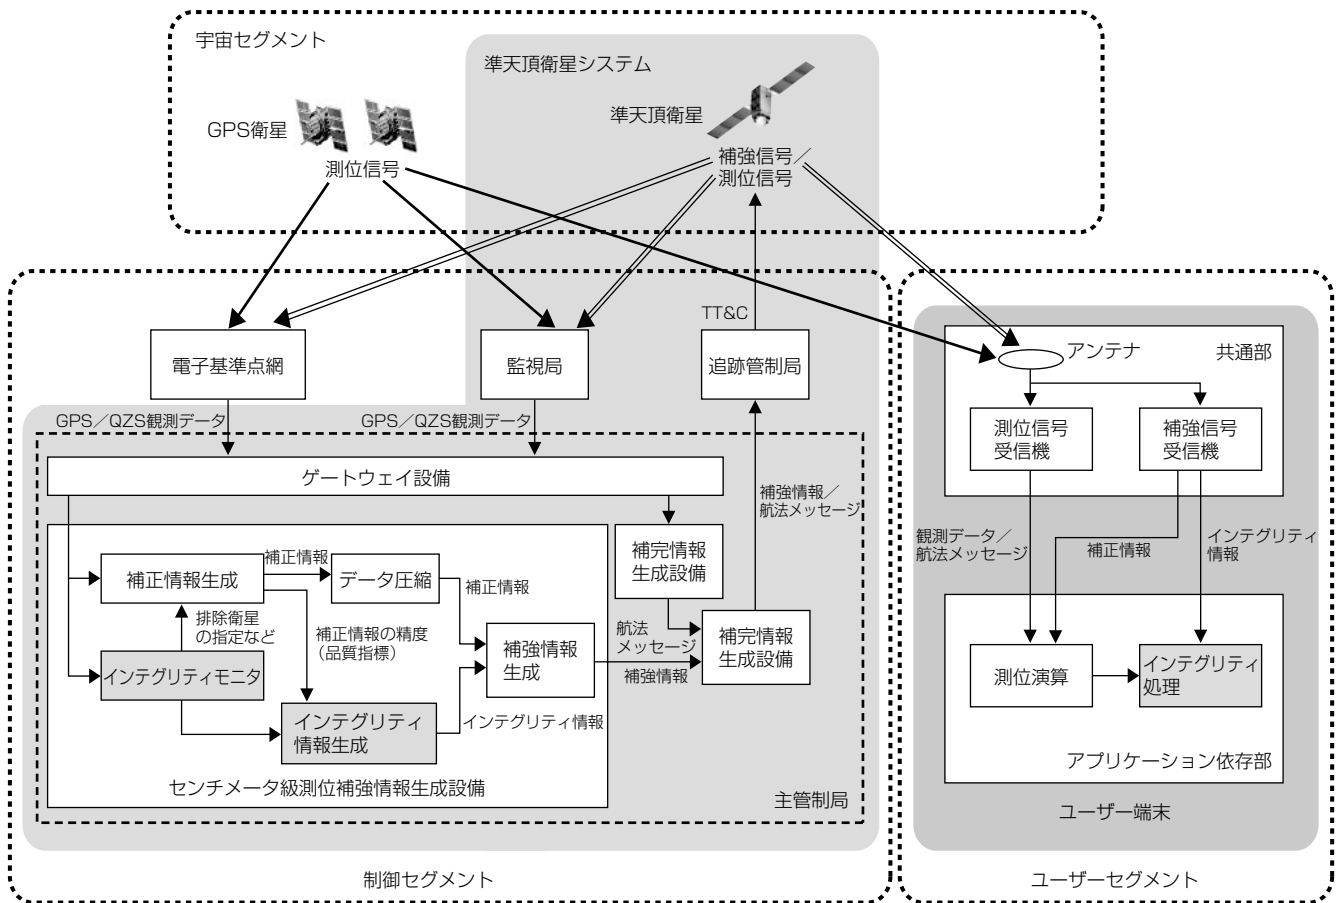 宇宙セグメント
準天頂衛星システム
GPS衛星
準天頂衛星
測位信号
補強信号／
測位信号
TT&C
電子基準点網
監視局
追跡管制局
アンテナ
共通部
測位信号
受信機
補強信号
受信機
GPS／QZS観測データ
GPS／QZS観測データ
ゲートウェイ設備
補強情報／
航法メッセージ
観測データ／
航法メッセージ
補正情報
インテグリティ
情報
補正情報生成
補正情報
データ圧縮
補正情報
補完情報
生成設備
排除衛星
の指定など
補正情報の精度
（品質指標）
インテグリティモニタ
補強情報
生成
航法
メッセージ
補強情報
補完情報
生成設備
インテグリティ
情報生成
インテグリティ情報
センチメータ級測位補強情報生成設備
主管制局
測位演算
インテグリティ
処理
アプリケーション依存部
ユーザー端末
制御セグメント
ユーザーセグメント